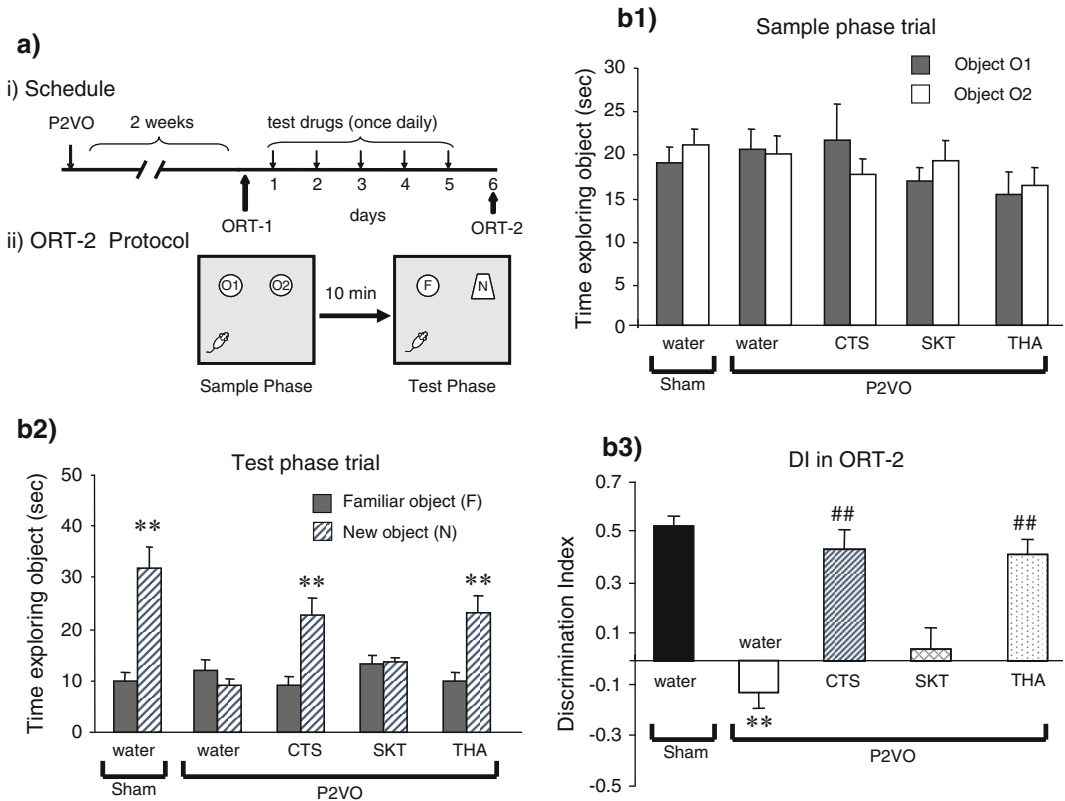 a)
i) Schedule
P2VO
2 weeks
test drugs (once daily)
1 2 3 4 5 6
days
ORT-1
ORT-2
ii) ORT-2 Protocol
O1 O2
10 min
F N
Sample Phase
Test Phase
b1)
Sample phase trial
Time exploring object (sec)
30
25
20
15
10
5
0
Object O1
Object O2
water water CTS SKT THA
Sham
P2VO
b2)
Test phase trial
Time exploring object (sec)
50
40
30
20
10
0
Familiar object (F)
New object (N)
** ** **
water water CTS SKT THA
Sham
P2VO
b3)
DI in ORT-2
Discrimination Index
0.7
0.5
0.3
0.1
-0.1
-0.3
-0.5
## ##
water
water CTS SKT THA
**
Sham
P2VO